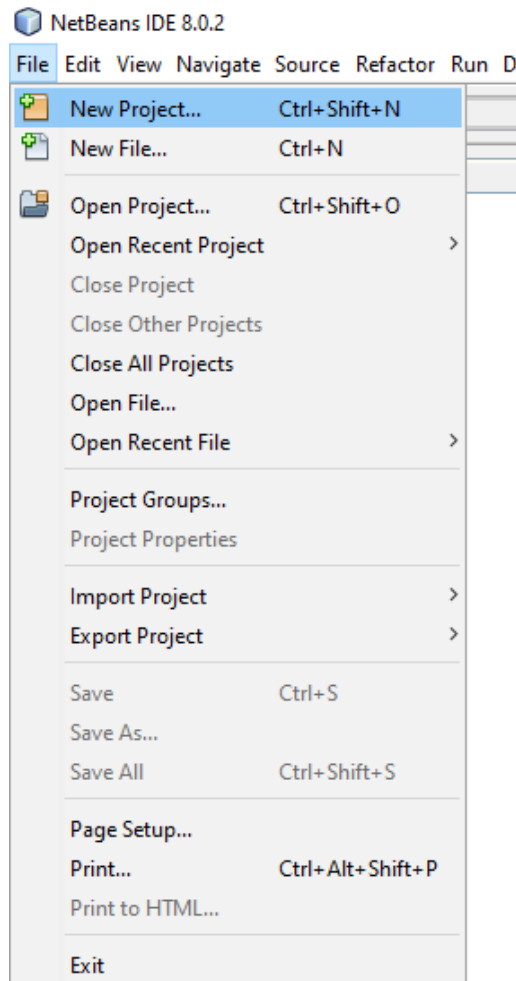 NetBeans IDE 8.0.2
File Edit View Navigate Source Refactor Run D
New Project... Ctrl+Shift+N
New File... Ctrl+N
Open Project... Ctrl+Shift+O
Open Recent Project >
Close Project
Close Other Projects
Close All Projects
Open File...
Open Recent File >
Project Groups...
Project Properties
Import Project >
Export Project >
Save Ctrl+S
Save As...
Save All Ctrl+Shift+S
Page Setup...
Print... Ctrl+Alt+Shift+P
Print to HTML...
Exit